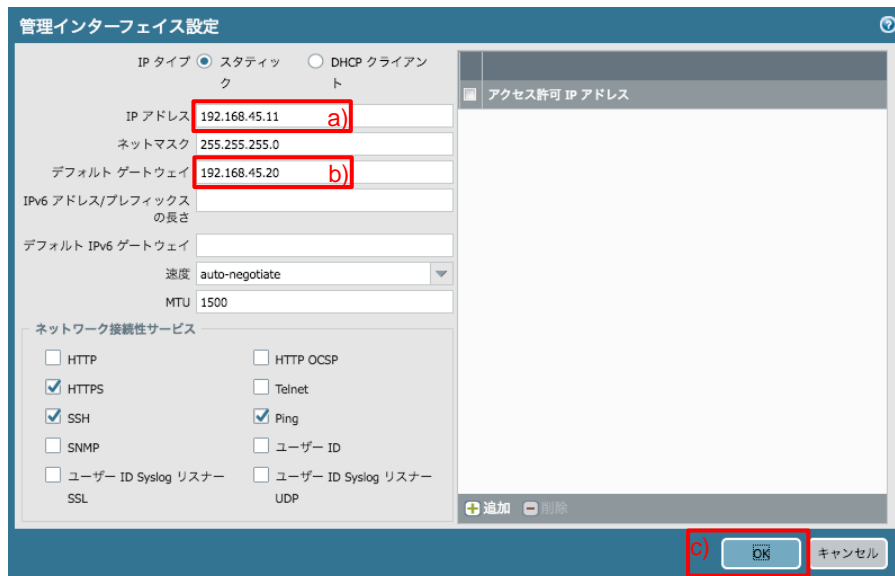 管理インターフェイス設定
IP タイプ スタティック DHCP クライアント
アクセス許可 IP アドレス
IP アドレス 192.168.45.11 a)
ネットマスク 255.255.255.0
デフォルト ゲートウェイ 192.168.45.20 b)
IPv6 アドレス/プレフィックス
の長さ
デフォルト IPv6 ゲートウェイ
速度 auto-negotiate
MTU 1500
ネットワーク接続性サービス
HTTP HTTP OCSP
HTTPS Telnet
SSH Ping
SNMP ユーザー ID
ユーザー ID Syslog リスナー
SSL
ユーザー ID Syslog リスナー
UDP
追加 削除
c) OK キャンセル